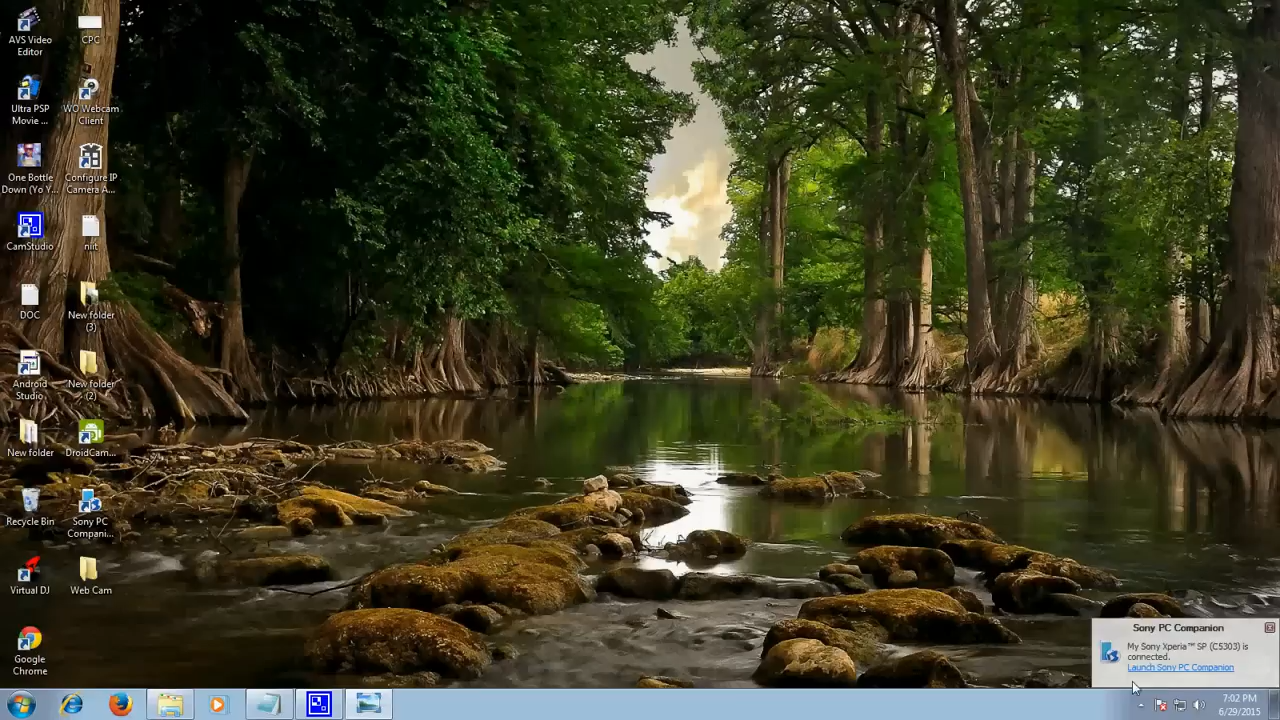 AVS Video
Editor
CPC
Ultra PSP
Movie ...
WO Webcam
Client
One Bottle
Down (Yo Y...
Configure IP
Camera A...
CamStudio
niit
DOC
New folder
(3)
Android
Studio
New folder
(2)
New folder
DroidCam...
Recycle Bin
Sony PC
Compani...
Virtual DJ
Web Cam
Google
Chrome
Sony PC Companion
My Sony Xperia™ SP (C5303) is
connected.
Launch Sony PC Companion
7:02 PM
6/29/2015